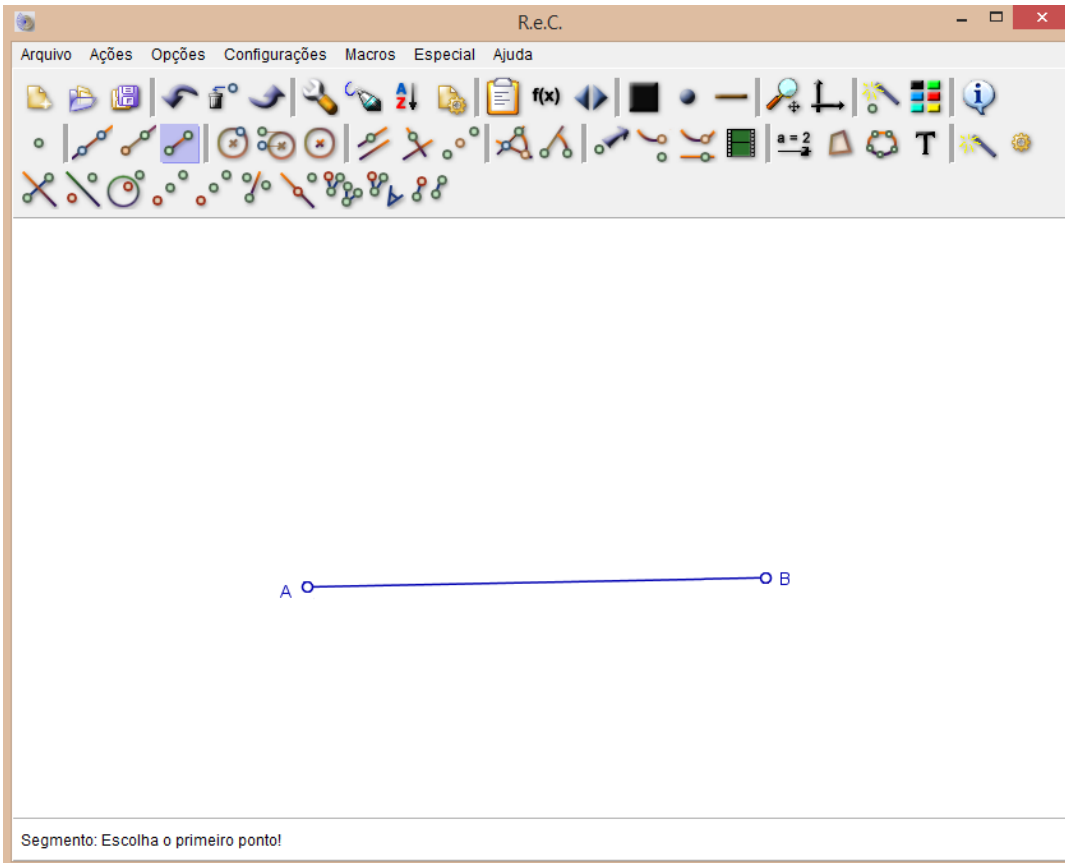 R.e.C.
Arquivo Ações Opções Configurações Macros Especial Ajuda
A Z f(x) i
a = 2 T
A B
Segmento: Escolha o primeiro ponto!